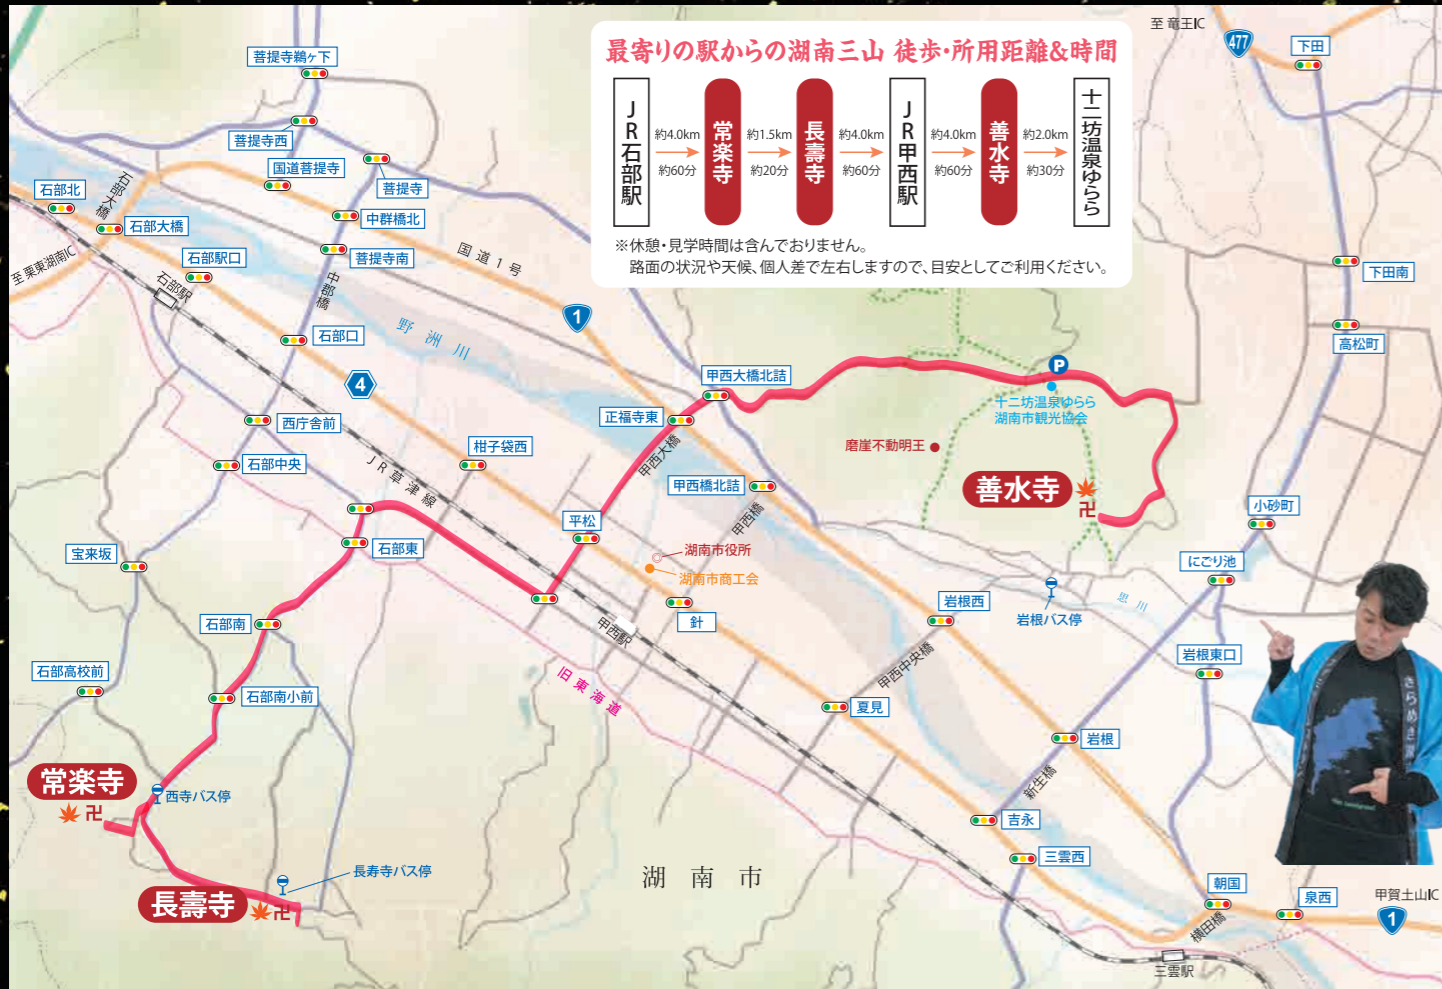 至 竜王IC
477
下田
菩提寺鵜ヶ下
最寄りの駅からの湖南三山 徒歩・所用距離&時間
JR石部駅
約4.0km
約60分
常楽寺
約1.5km
約20分
長壽寺
約4.0km
約60分
JR甲西駅
約4.0km
約60分
善水寺
約2.0km
約30分
十二坊温泉ゆらら
※休憩・見学時間は含んでおりません。
路面の状況や天候、個人差で左右しますので、目安としてご利用ください。
菩提寺西
国道菩提寺
菩提寺
石部北
石部大橋
石部大橋
中群橋北
国道1号
菩提寺南
石部駅口
至 栗東湖南IC
石部駅
中郡橋
下田南
1
野洲川
石部口
高松町
4
甲西大橋北詰
P
十二坊温泉ゆらら
湖南市観光協会
西庁舎前
正福寺東
柑子袋西
甲西大橋
磨崖不動明王
石部中央
JR草津線
甲西橋北詰
善水寺
卍
甲西橋
小砂町
平松
石部東
湖南市役所
宝来坂
湖南市商工会
にごり池
岩根西
思川
岩根バス停
石部南
針
甲西駅
岩根東口
石部高校前
甲西中央橋
旧東海道
石部南小前
夏見
きらめき湖
岩根
常楽寺
卍
西寺バス停
新生橋
吉永
三雲西
長寿寺バス停
湖南市
長壽寺
卍
朝国
泉西
甲賀土山IC
1
横田橋
三雲駅